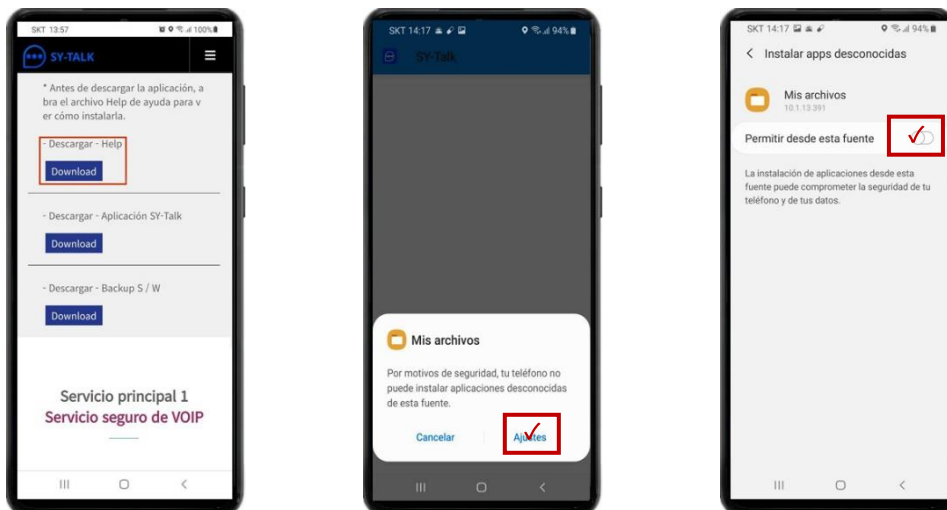 SKT 13:57
100%
SY-TALK
* Antes de descargar la aplicación, a
bra el archivo Help de ayuda para v
er cómo instalarla.
- Descargar - Help
Download
- Descargar - Aplicación SY-Talk
Download
- Descargar - Backup S / W
Download
Servicio principal 1
Servicio seguro de VOIP
SKT 14:17
94%
SY-Talk
Mis archivos
Por motivos de seguridad, tu teléfono no
puede instalar aplicaciones desconocidas
de esta fuente.
Cancelar
Ajustes
SKT 14:17
94%
Instalar apps desconocidas
Mis archivos
10.1.13.391
Permitir desde esta fuente
La instalación de aplicaciones desde esta
fuente puede comprometer la seguridad de tu
teléfono y de tus datos.